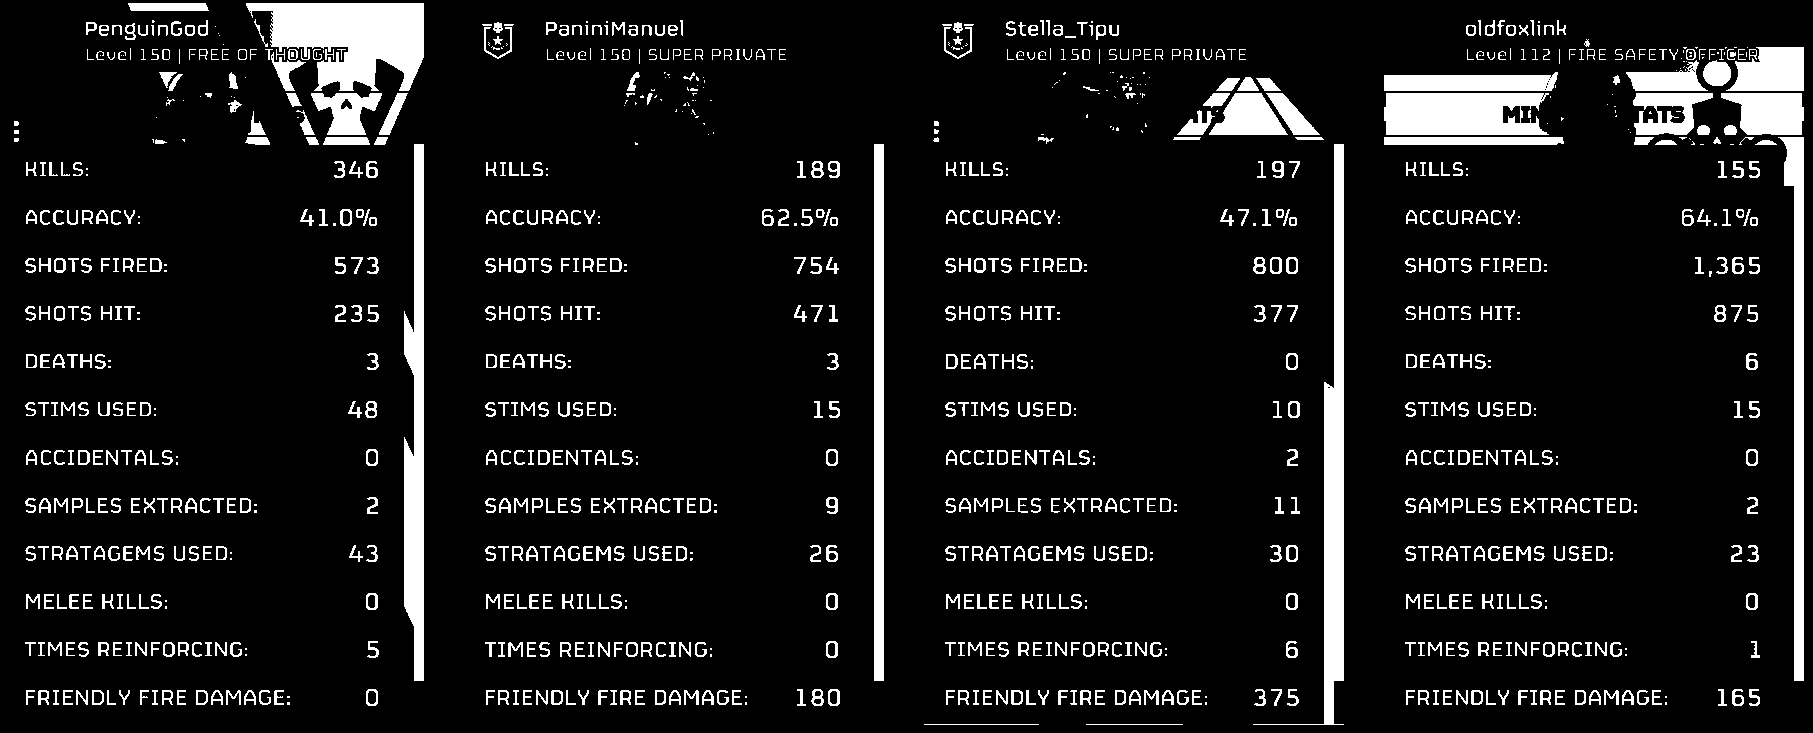 PenguinGod
Level 150 | FREE OF THOUGHT
KILLS: 346
ACCURACY: 41.0%
SHOTS FIRED: 573
SHOTS HIT: 235
DEATHS: 3
STIMS USED: 48
ACCIDENTALS: 0
SAMPLES EXTRACTED: 2
STRATAGEMS USED: 43
MELEE KILLS: 0
TIMES REINFORCING: 5
FRIENDLY FIRE DAMAGE: 0
PaniniManuel
Level 150 | SUPER PRIVATE
KILLS: 189
ACCURACY: 62.5%
SHOTS FIRED: 754
SHOTS HIT: 471
DEATHS: 3
STIMS USED: 15
ACCIDENTALS: 0
SAMPLES EXTRACTED: 9
STRATAGEMS USED: 26
MELEE KILLS: 0
TIMES REINFORCING: 0
FRIENDLY FIRE DAMAGE: 180
Stella_Tipu
Level 150 | SUPER PRIVATE
KILLS: 197
ACCURACY: 47.1%
SHOTS FIRED: 800
SHOTS HIT: 377
DEATHS: 0
STIMS USED: 10
ACCIDENTALS: 2
SAMPLES EXTRACTED: 11
STRATAGEMS USED: 30
MELEE KILLS: 0
TIMES REINFORCING: 6
FRIENDLY FIRE DAMAGE: 375
oldfoxlink
Level 112 | FIRE SAFETY OFFICER
KILLS: 155
ACCURACY: 64.1%
SHOTS FIRED: 1,365
SHOTS HIT: 875
DEATHS: 6
STIMS USED: 15
ACCIDENTALS: 0
SAMPLES EXTRACTED: 2
STRATAGEMS USED: 23
MELEE KILLS: 0
TIMES REINFORCING: 1
FRIENDLY FIRE DAMAGE: 165